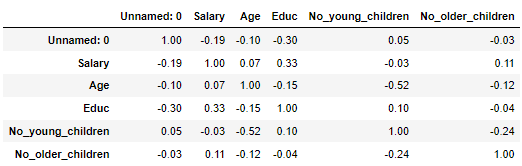 Unnamed: 0 Salary Age Educ No_young_children No_older_children
Unnamed: 0 1.00 -0.19 -0.10 -0.30 0.05 -0.03
Salary -0.19 1.00 0.07 0.33 -0.03 0.11
Age -0.10 0.07 1.00 -0.15 -0.52 -0.12
Educ -0.30 0.33 -0.15 1.00 0.10 -0.04
No_young_children 0.05 -0.03 -0.52 0.10 1.00 -0.24
No_older_children -0.03 0.11 -0.12 -0.04 -0.24 1.00